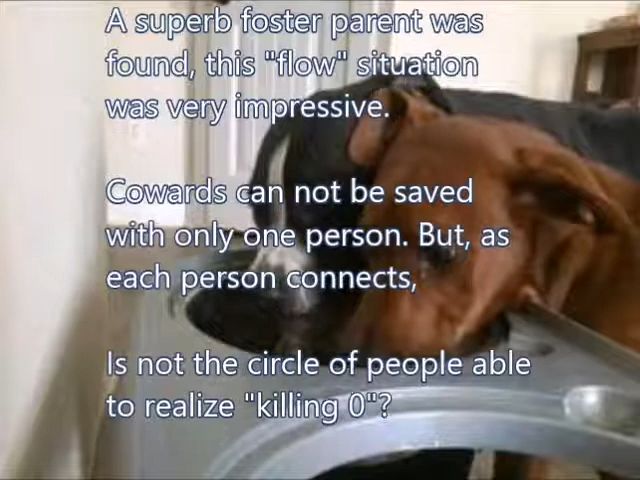 A superb foster parent was
found, this "flow" situation
was very impressive.
Cowards can not be saved
with only one person. But, as
each person connects,
Is not the circle of people able
to realize "killing 0"?